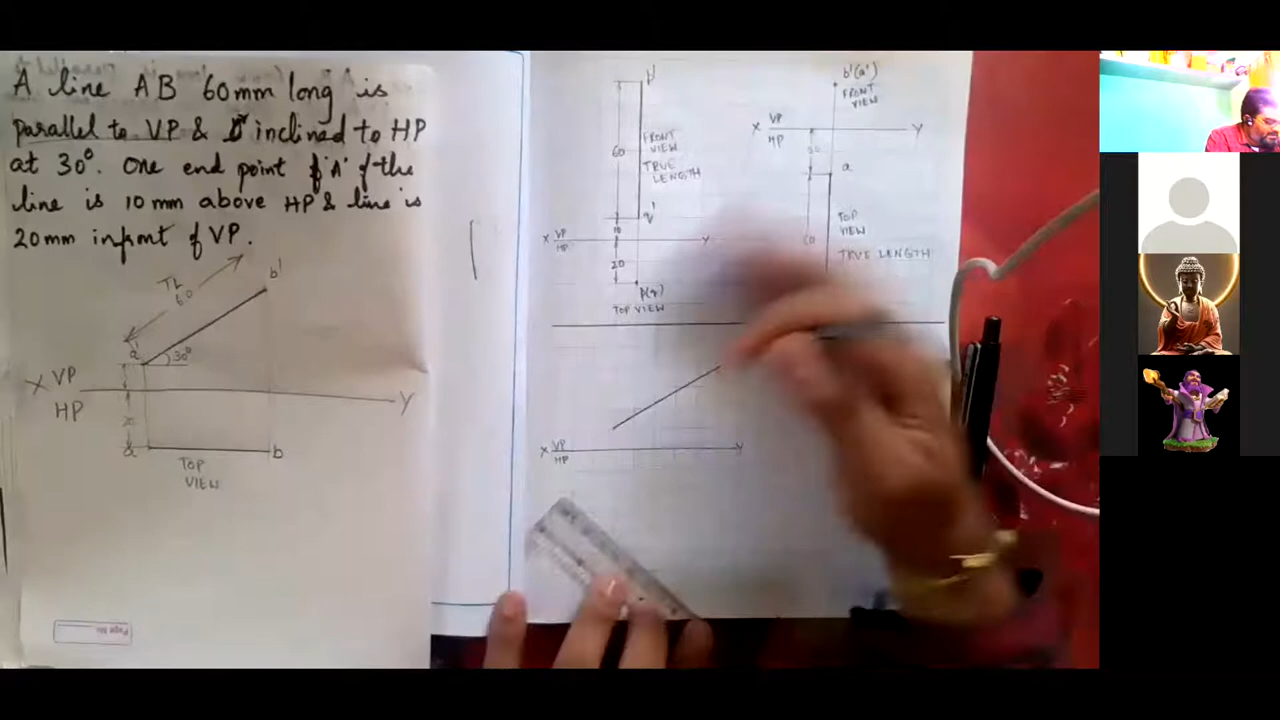 A line AB 60mm long is
parallel to VP & inclined to HP
at 30°. One end point of 'A' of the
line is 10 mm above HP & line is
20mm infront of VP.
TL
60
b'
a'
30°
X VP
HP
Y
20
a
b
TOP
VIEW
p'
60
FRONT
VIEW
TRUE
LENGTH
q'
10
X VP
HP
Y
20
p(q)
TOP VIEW
b'(a')
FRONT
VIEW
X VP
HP
Y
a
TOP
VIEW
TRUE LENGTH
X VP
HP
Y
Page No.